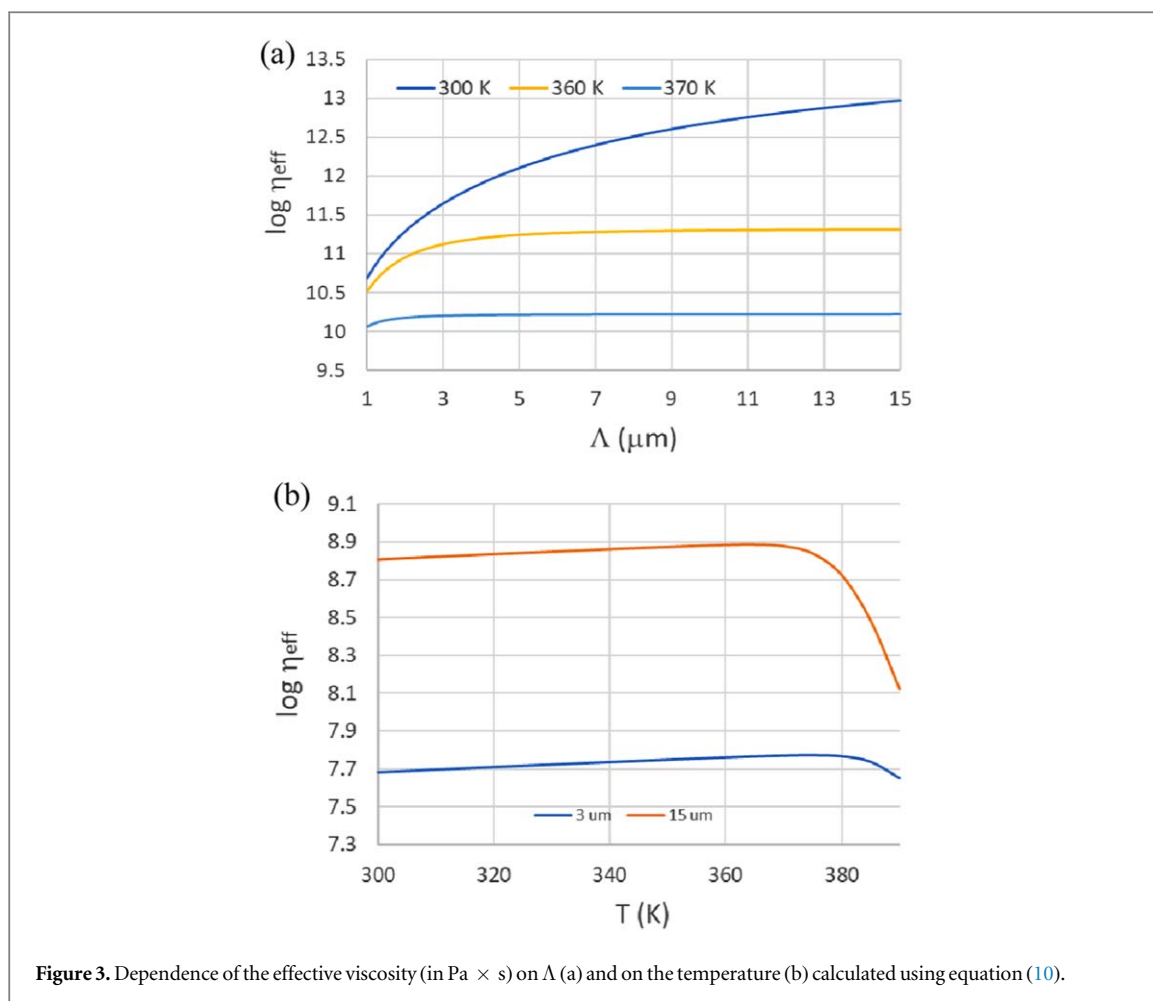 (a)
13.5
13
12.5
12
11.5
11
10.5
10
9.5
log ηeff
300 K 360 K 370 K
1 3 5 7 9 11 13 15
Λ (μm)
(b)
9.1
8.9
8.7
8.5
8.3
8.1
7.9
7.7
7.5
7.3
log ηeff
3 um 15 um
300 320 340 360 380
T (K)
Figure 3. Dependence of the effective viscosity (in Pa × s) on Λ (a) and on the temperature (b) calculated using equation (10).